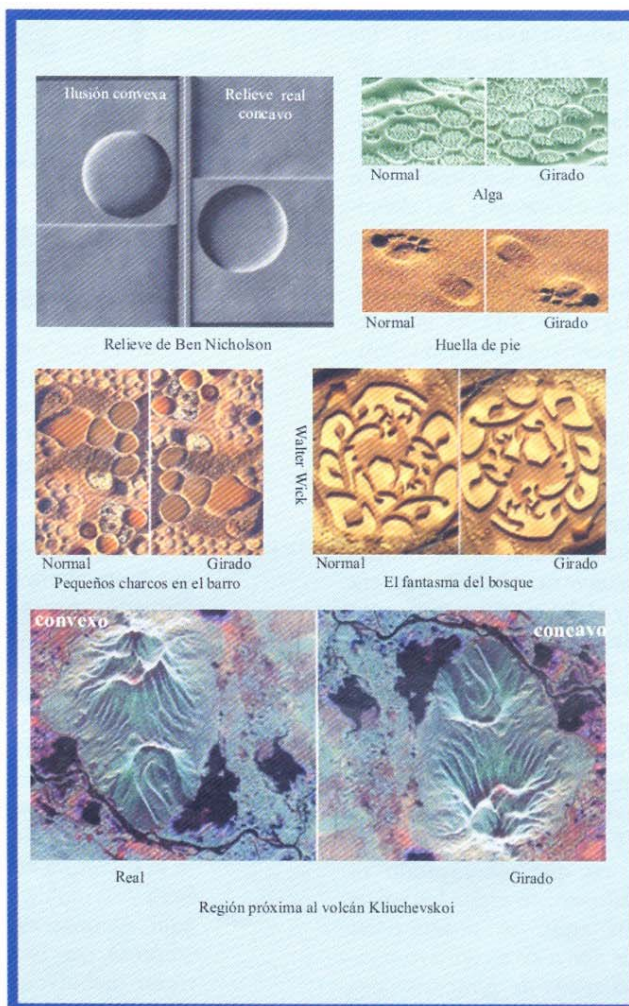 Ilusión convexa
Relieve real
concavo
Normal
Girado
Alga
Normal
Girado
Relieve de Ben Nicholson
Huella de pie
Walter Wick
Normal
Girado
Pequeños charcos en el barro
Normal
Girado
El fantasma del bosque
convexo
concavo
Real
Girado
Región próxima al volcán Kliuchevskoi